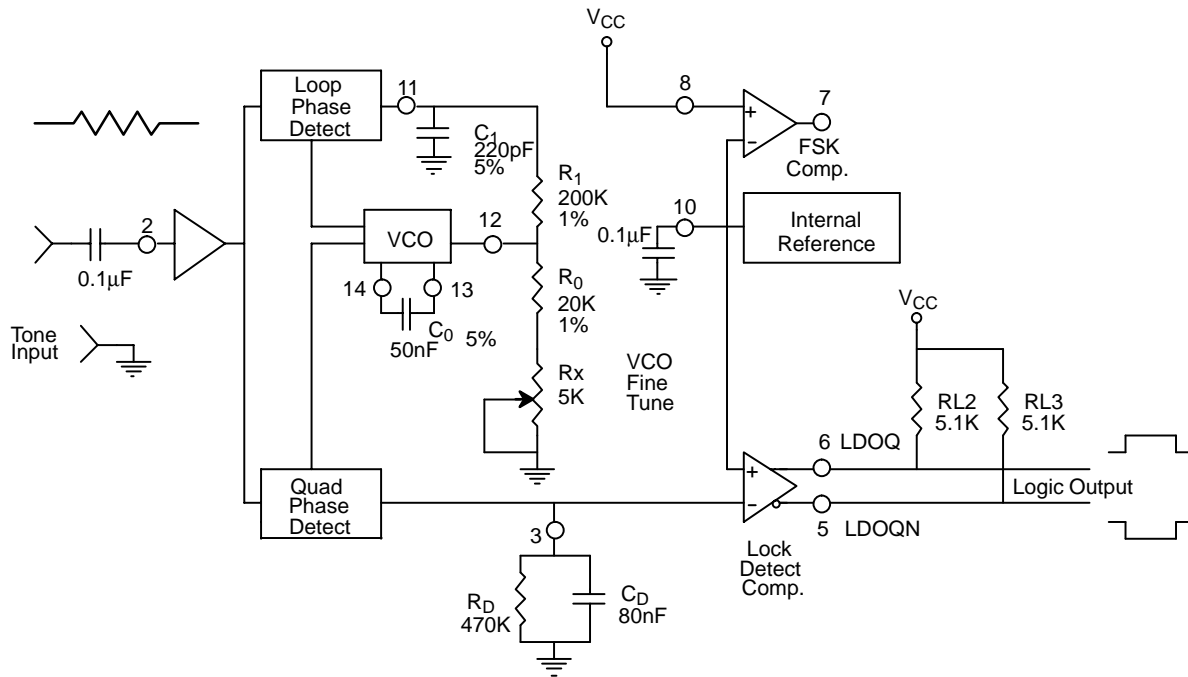 VCC
Loop
Phase
Detect
11
C1
220pF
5%
R1
200K
1%
8
+
−
7
FSK
Comp.
2
0.1µF
VCO
12
14
13
C0 5%
50nF
R0
20K
1%
10
0.1µF
Internal
Reference
Tone
Input
Rx
5K
VCO
Fine
Tune
VCC
RL2
5.1K
RL3
5.1K
6 LDOQ
+
−
Logic Output
5 LDOQN
Quad
Phase
Detect
3
Lock
Detect
Comp.
RD
470K
CD
80nF